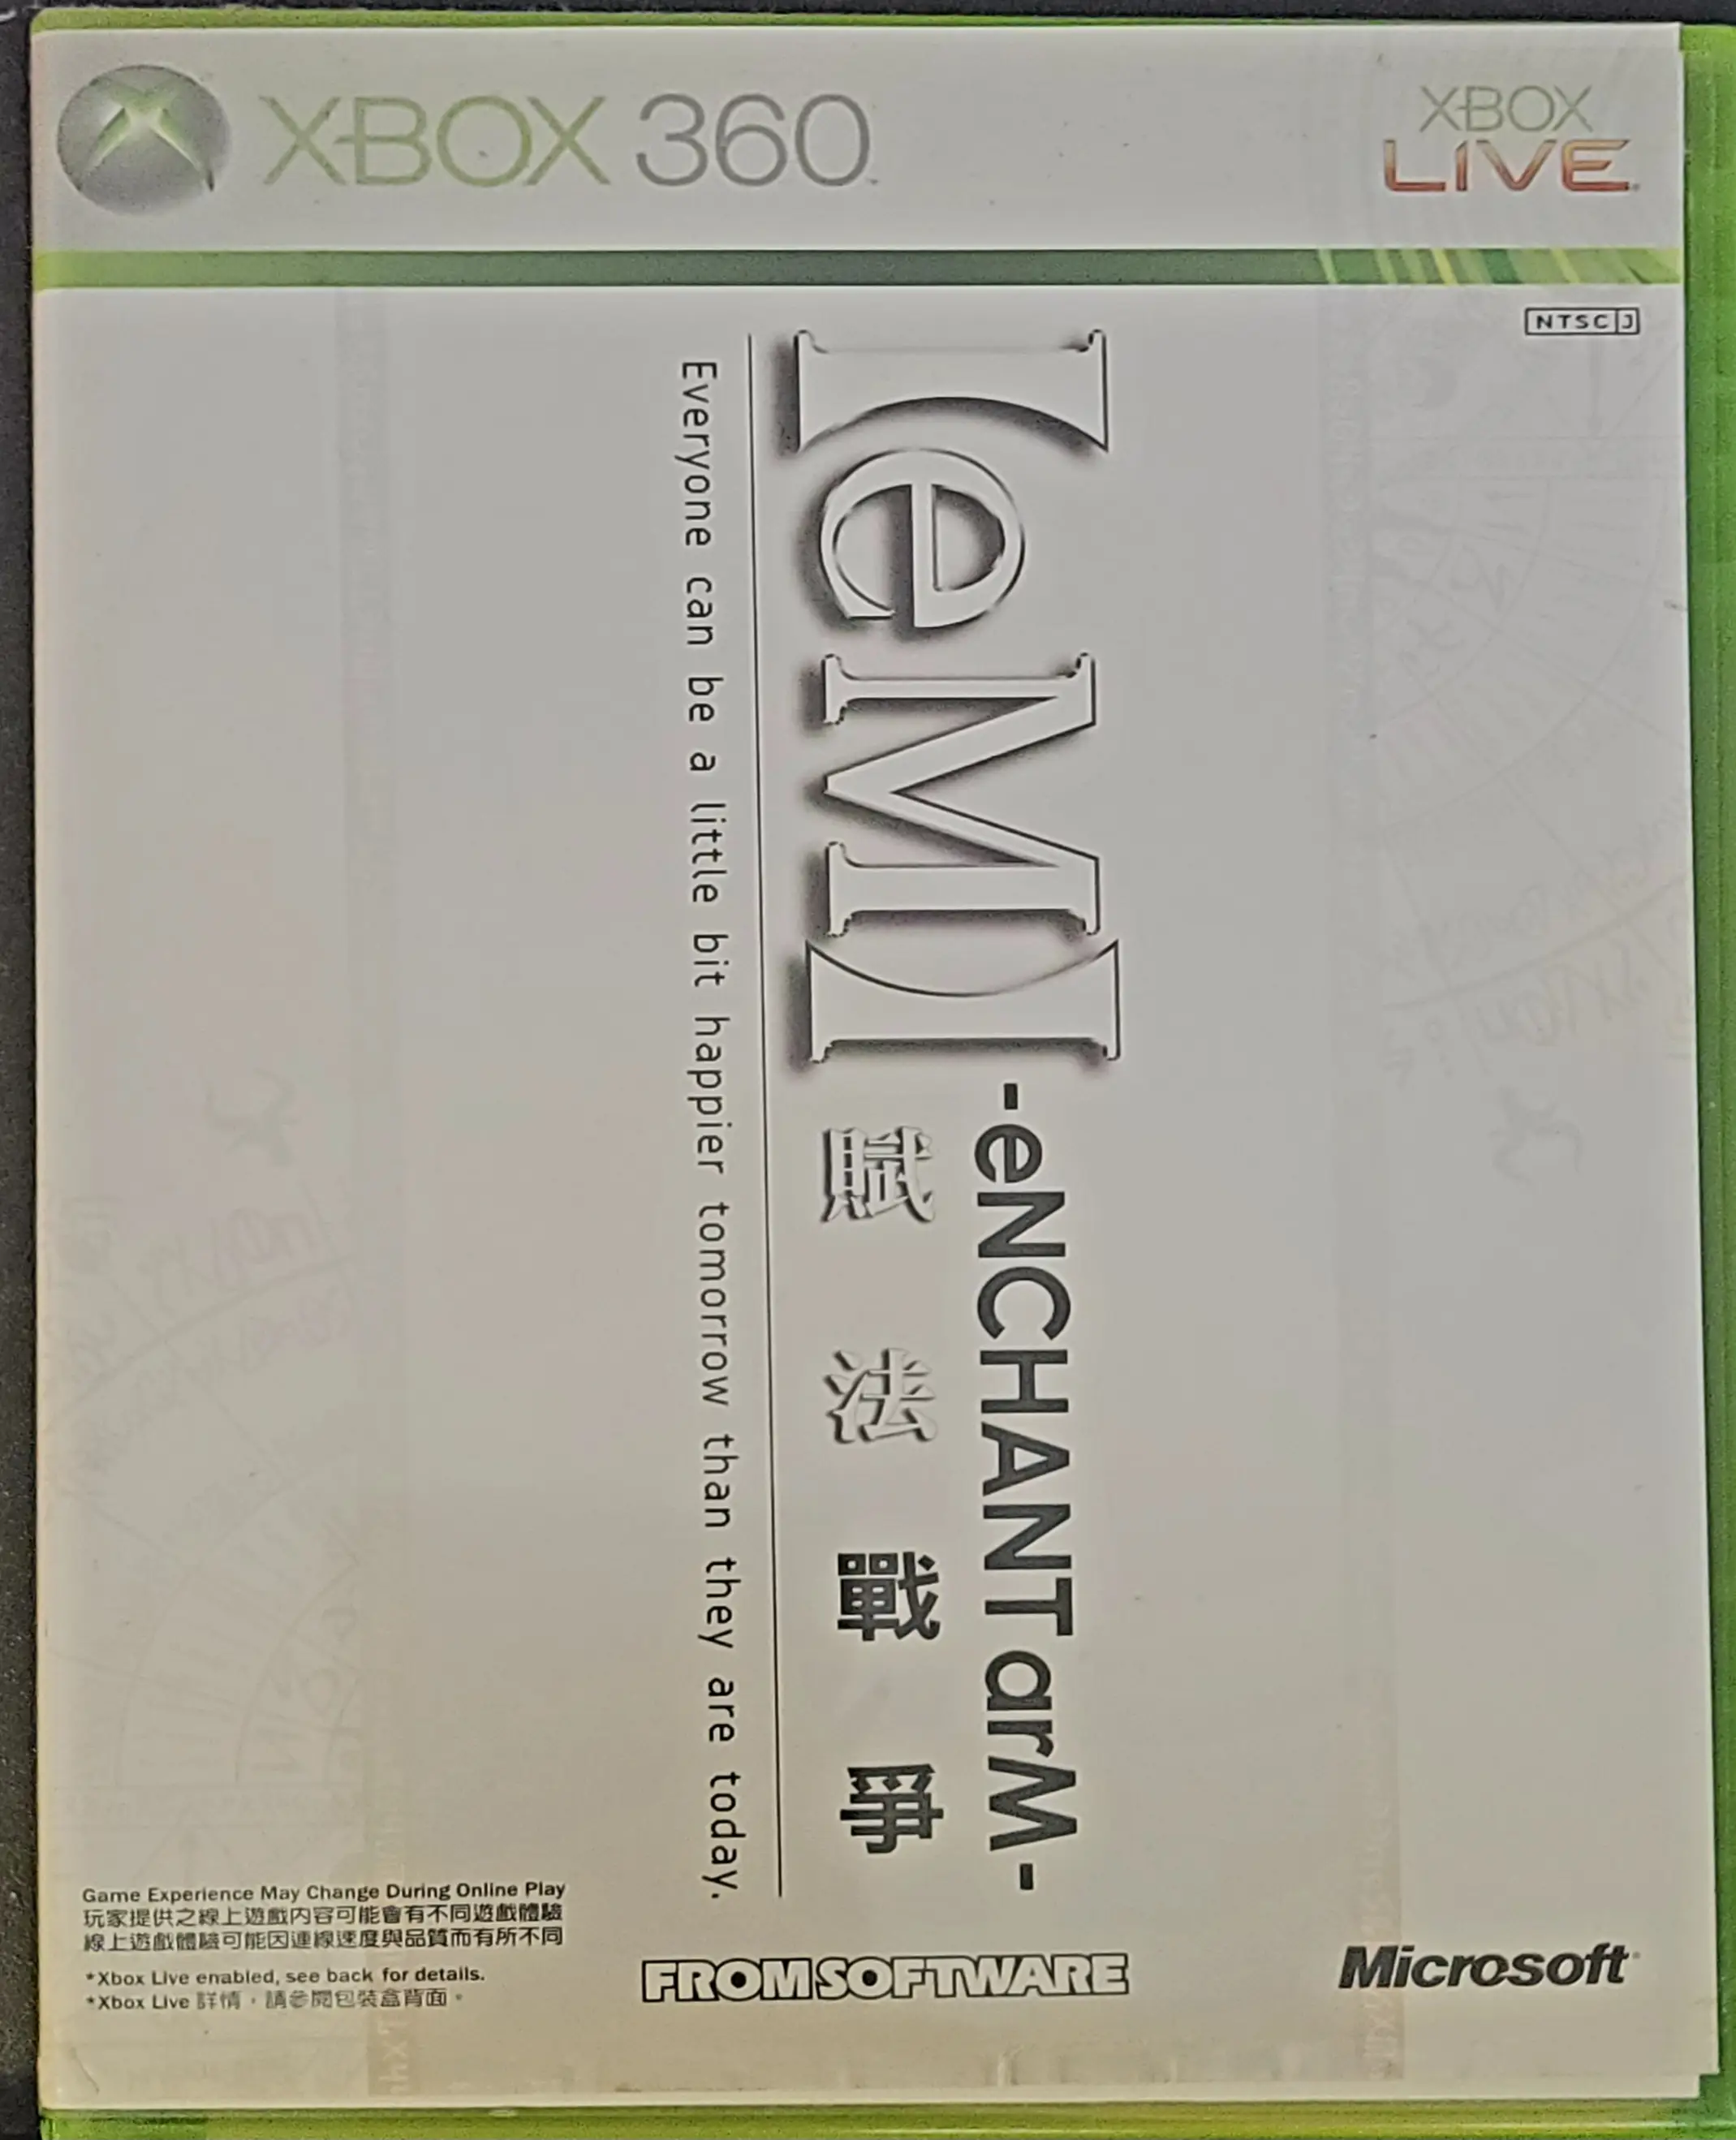 XBOX 360
XBOX
LIVE
NTSC J
【eM】
-eNCHANTarM-
賦法戰爭
Everyone can be a little bit happier tomorrow than they are today.
Game Experience May Change During Online Play
玩家提供之線上遊戲內容可能會有不同遊戲體驗
線上遊戲體驗可能因連線速度與品質而有所不同
*Xbox Live enabled, see back for details.
*Xbox Live 詳情，請參閱包裝盒背面。
FROMSOFTWARE
Microsoft